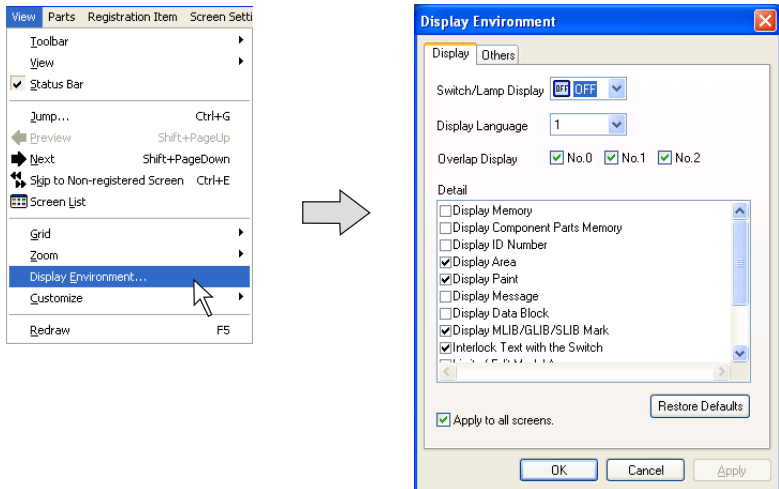 View Parts Registration Item Screen Setti
Toolbar
View
Status Bar
Jump... Ctrl+G
Preview Shift+PageUp
Next Shift+PageDown
Skip to Non-registered Screen Ctrl+E
Screen List
Grid
Zoom
Display Environment...
Customize
Redraw F5
Display Environment
Display Others
Switch/Lamp Display OFF OFF
Display Language 1
Overlap Display No.0 No.1 No.2
Detail
Display Memory
Display Component Parts Memory
Display ID Number
Display Area
Display Paint
Display Message
Display Data Block
Display MLIB/GLIB/SLIB Mark
Interlock Text with the Switch
Restore Defaults
Apply to all screens.
OK Cancel Apply